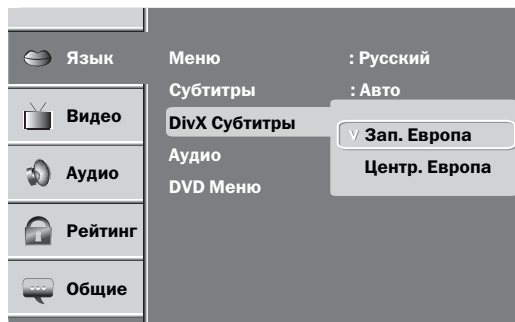 Язык
Видео
Аудио
Рейтинг
Общие
Меню : Русский
Субтитры : Авто
DivX Субтитры
Аудио
DVD Меню
√ Зап. Европа
Центр. Европа